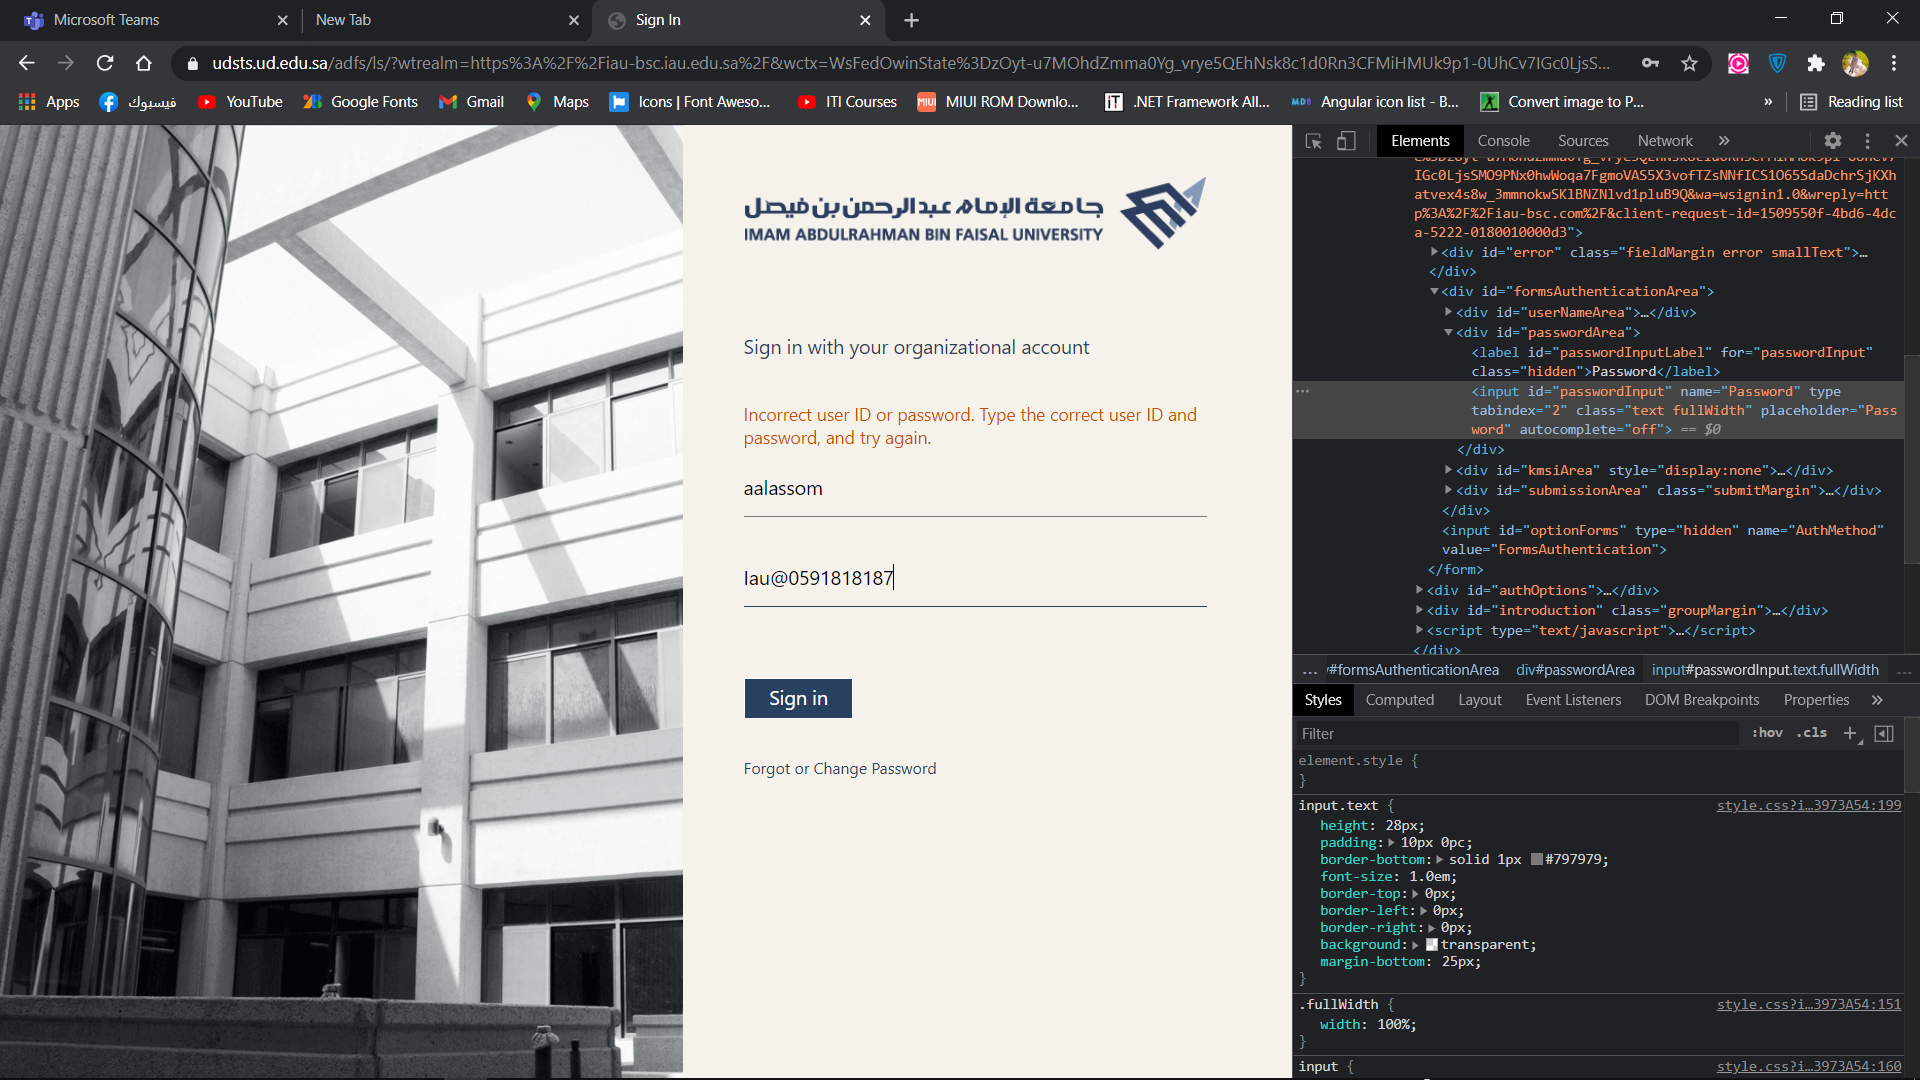 Microsoft Teams
New Tab
Sign In
udsts.ud.edu.sa/adfs/ls/?wtrealm=https%3A%2F%2Fiau-bsc.iau.edu.sa%2F&wctx=WsFedOwinState%3DzOyt-u7MOhdZmma0Yg_vrye5QEhNsk8c1d0Rn3CFMiHMUk9p1-0UhCv7IGc0LjsS...
Apps
فيسبوك
YouTube
Google Fonts
Gmail
Maps
Icons | Font Aweso...
ITI Courses
MIUI ROM Downlo...
.NET Framework All...
Angular icon list - B...
Convert image to P...
»
Reading list
جامعة الإمام عبد الرحمن بن فيصل
IMAM ABDULRAHMAN BIN FAISAL UNIVERSITY
Sign in with your organizational account
Incorrect user ID or password. Type the correct user ID and
password, and try again.
aalassom
Iau@0591818187
Sign in
Forgot or Change Password
Elements Console Sources Network »
IGc0LjsSMO9PNx0hwWoqa7FgmoVAS5X3vofTZsNNfICS1O65SdaDchrSjKXh
atvex4s8w_3mmnokwSKlBNZNlvd1pluB9Q&wa=wsignin1.0&wreply=htt
p%3A%2F%2Fiau-bsc.com%2F&client-request-id=1509550f-4bd6-4dc
a-5222-0180010000d3">
<div id="error" class="fieldMargin error smallText">…
</div>
<div id="formsAuthenticationArea">
<div id="userNameArea">…</div>
<div id="passwordArea">
<label id="passwordInputLabel" for="passwordInput"
class="hidden">Password</label>
<input id="passwordInput" name="Password" type
tabindex="2" class="text fullWidth" placeholder="Pass
word" autocomplete="off"> == $0
</div>
<div id="kmsiArea" style="display:none">…</div>
<div id="submissionArea" class="submitMargin">…</div>
</div>
<input id="optionForms" type="hidden" name="AuthMethod"
value="FormsAuthentication">
</form>
<div id="authOptions">…</div>
<div id="introduction" class="groupMargin">…</div>
<script type="text/javascript">…</script>
</div>
... v#formsAuthenticationArea div#passwordArea input#passwordInput.text.fullWidth ...
Styles Computed Layout Event Listeners DOM Breakpoints Properties »
Filter
:hov .cls
element.style {
}
input.text {
style.css?i…3973A54:199
height: 28px;
padding: 10px 0pc;
border-bottom: solid 1px #797979;
font-size: 1.0em;
border-top: 0px;
border-left: 0px;
border-right: 0px;
background: transparent;
margin-bottom: 25px;
}
.fullWidth {
style.css?i…3973A54:151
width: 100%;
}
input {
style.css?i…3973A54:160